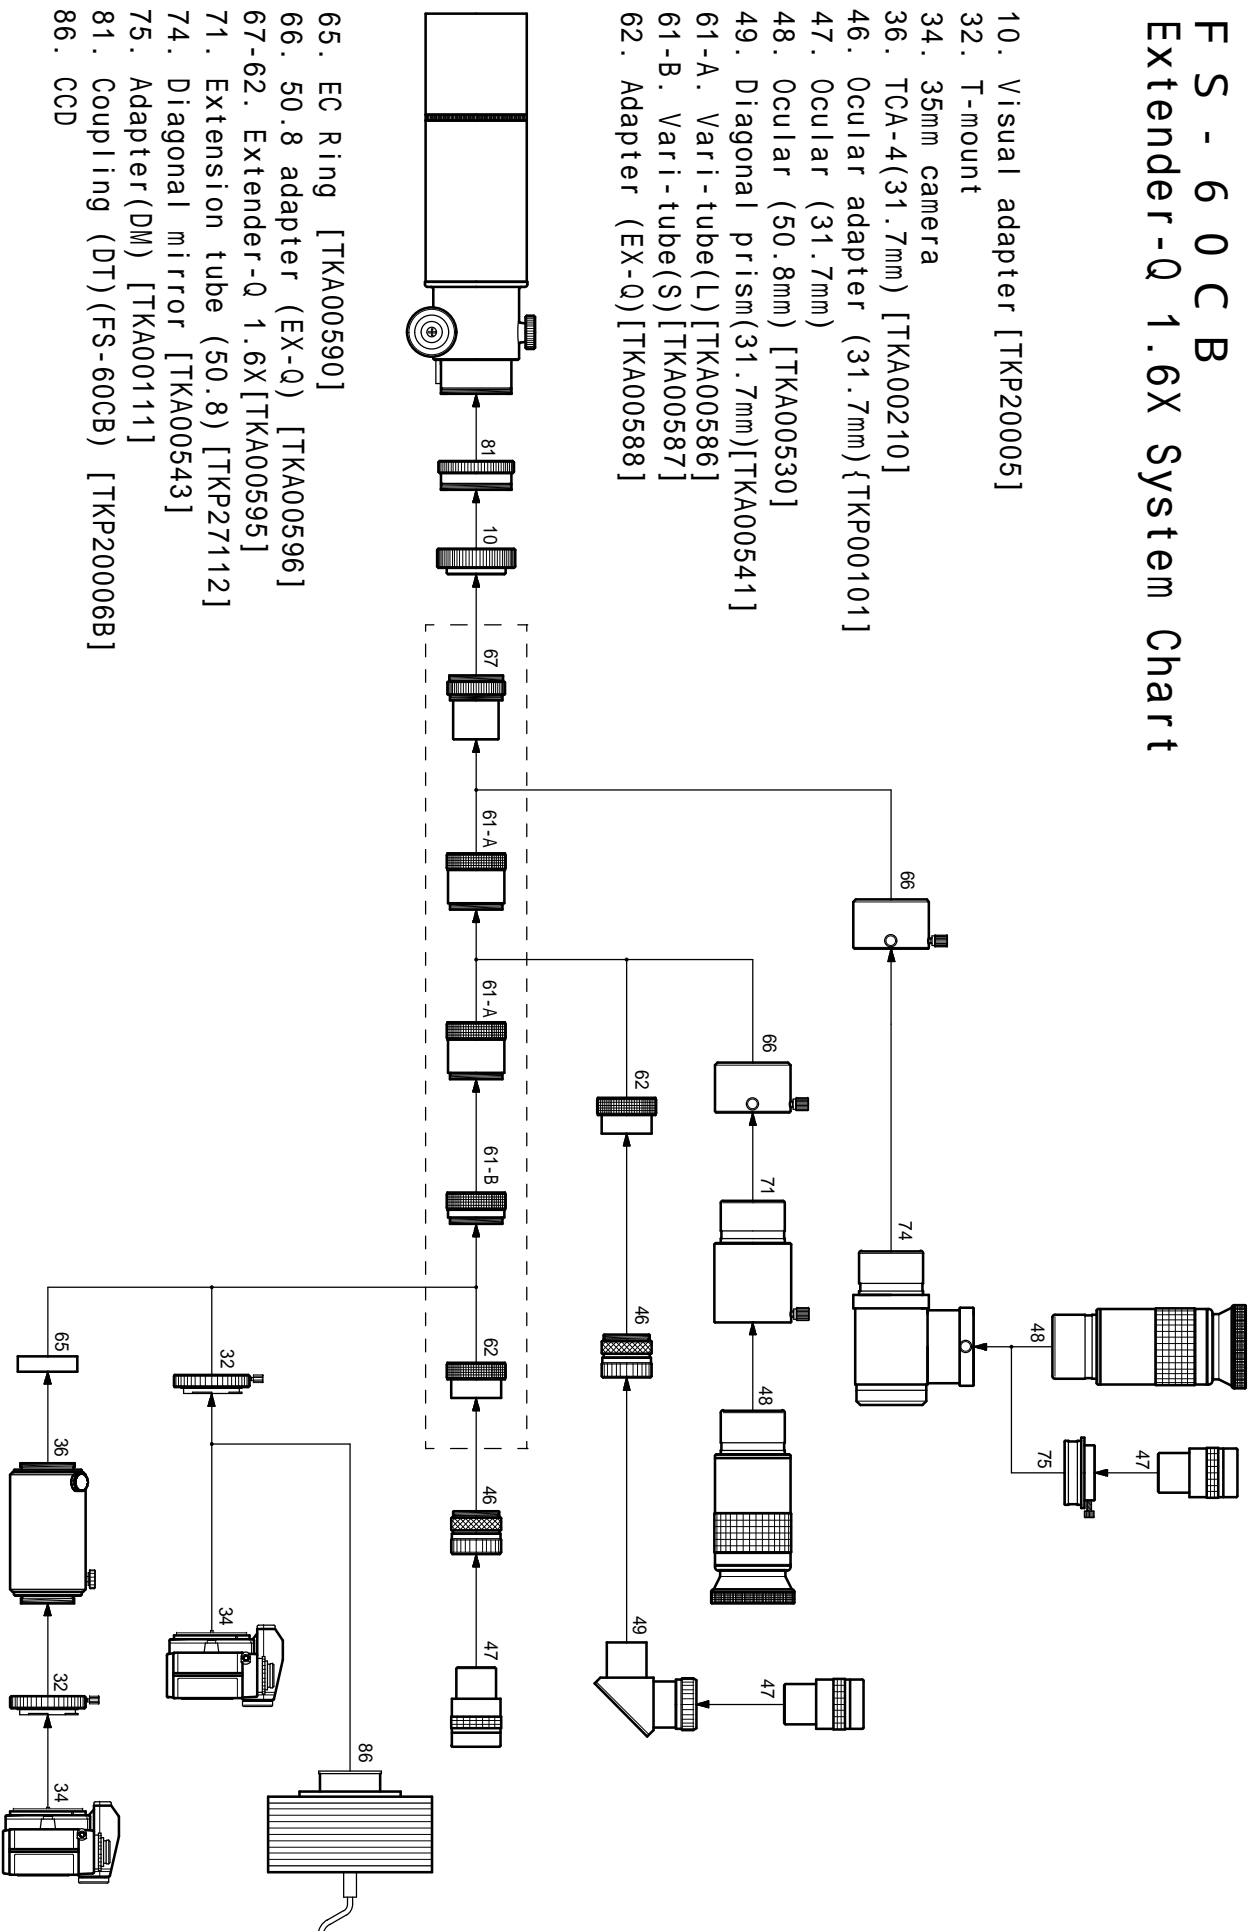 FS-60CB
Extender-Q 1.6X System Chart
10. Visual adapter [TKP20005]
32. T-mount
34. 35mm camera
36. TCA-4(31.7mm) [TKA00210]
46. Ocular adapter (31.7mm){TKP00101]
47. Ocular (31.7mm)
48. Ocular (50.8mm) [TKA00530]
49. Diagonal prism(31.7mm)[TKA00541]
61-A. Vari-tube(L)[TKA00586]
61-B. Vari-tube(S)[TKA00587]
62. Adapter (EX-Q)[TKA00588]
65. EC Ring [TKA00590]
66. 50.8 adapter (EX-Q) [TKA00596]
67-62. Extender-Q 1.6X[TKA00595]
71. Extension tube (50.8) [TKP27112]
74. Diagonal mirror [TKA00543]
75. Adapter(DM) [TKA00111]
81. Coupling (DT)(FS-60CB) [TKP20006B]
86. CCD
48
47
66
74
75
66
71
48
62
46
49
47
81
10
67
61-A
61-A
61-B
62
46
47
86
32
34
65
36
32
34